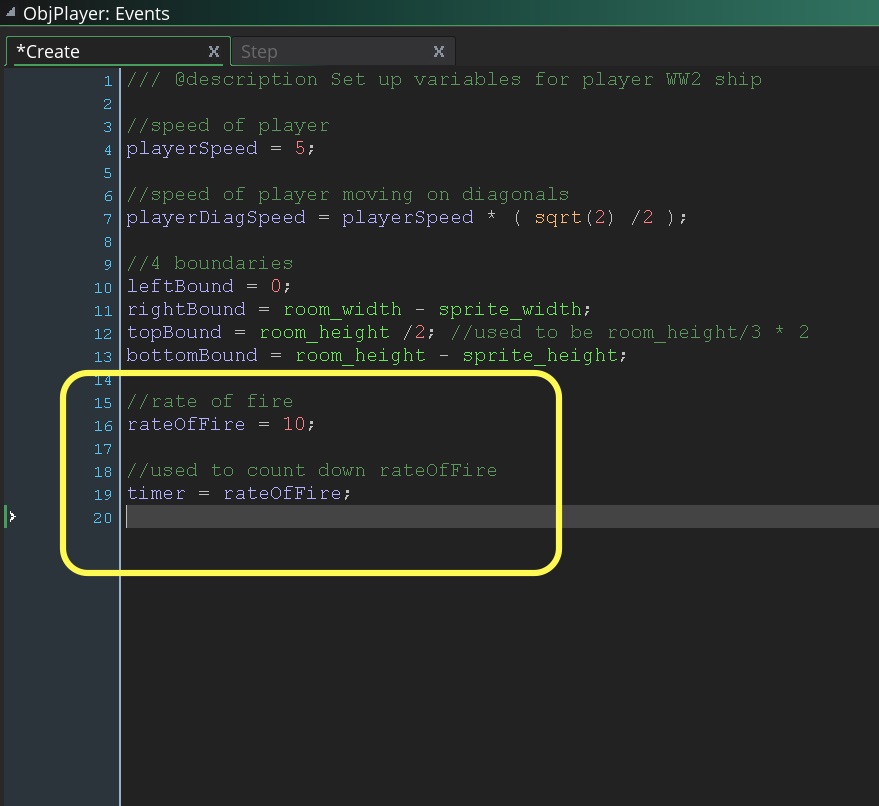 ObjPlayer: Events
*Create X Step X
1 /// @description Set up variables for player WW2 ship
2
3 //speed of player
4 playerSpeed = 5;
5
6 //speed of player moving on diagonals
7 playerDiagSpeed = playerSpeed * ( sqrt(2) /2 );
8
9 //4 boundaries
10 leftBound = 0;
11 rightBound = room_width - sprite_width;
12 topBound = room_height /2; //used to be room_height/3 * 2
13 bottomBound = room_height - sprite_height;
14
15 //rate of fire
16 rateOfFire = 10;
17
18 //used to count down rateOfFire
19 timer = rateOfFire;
20